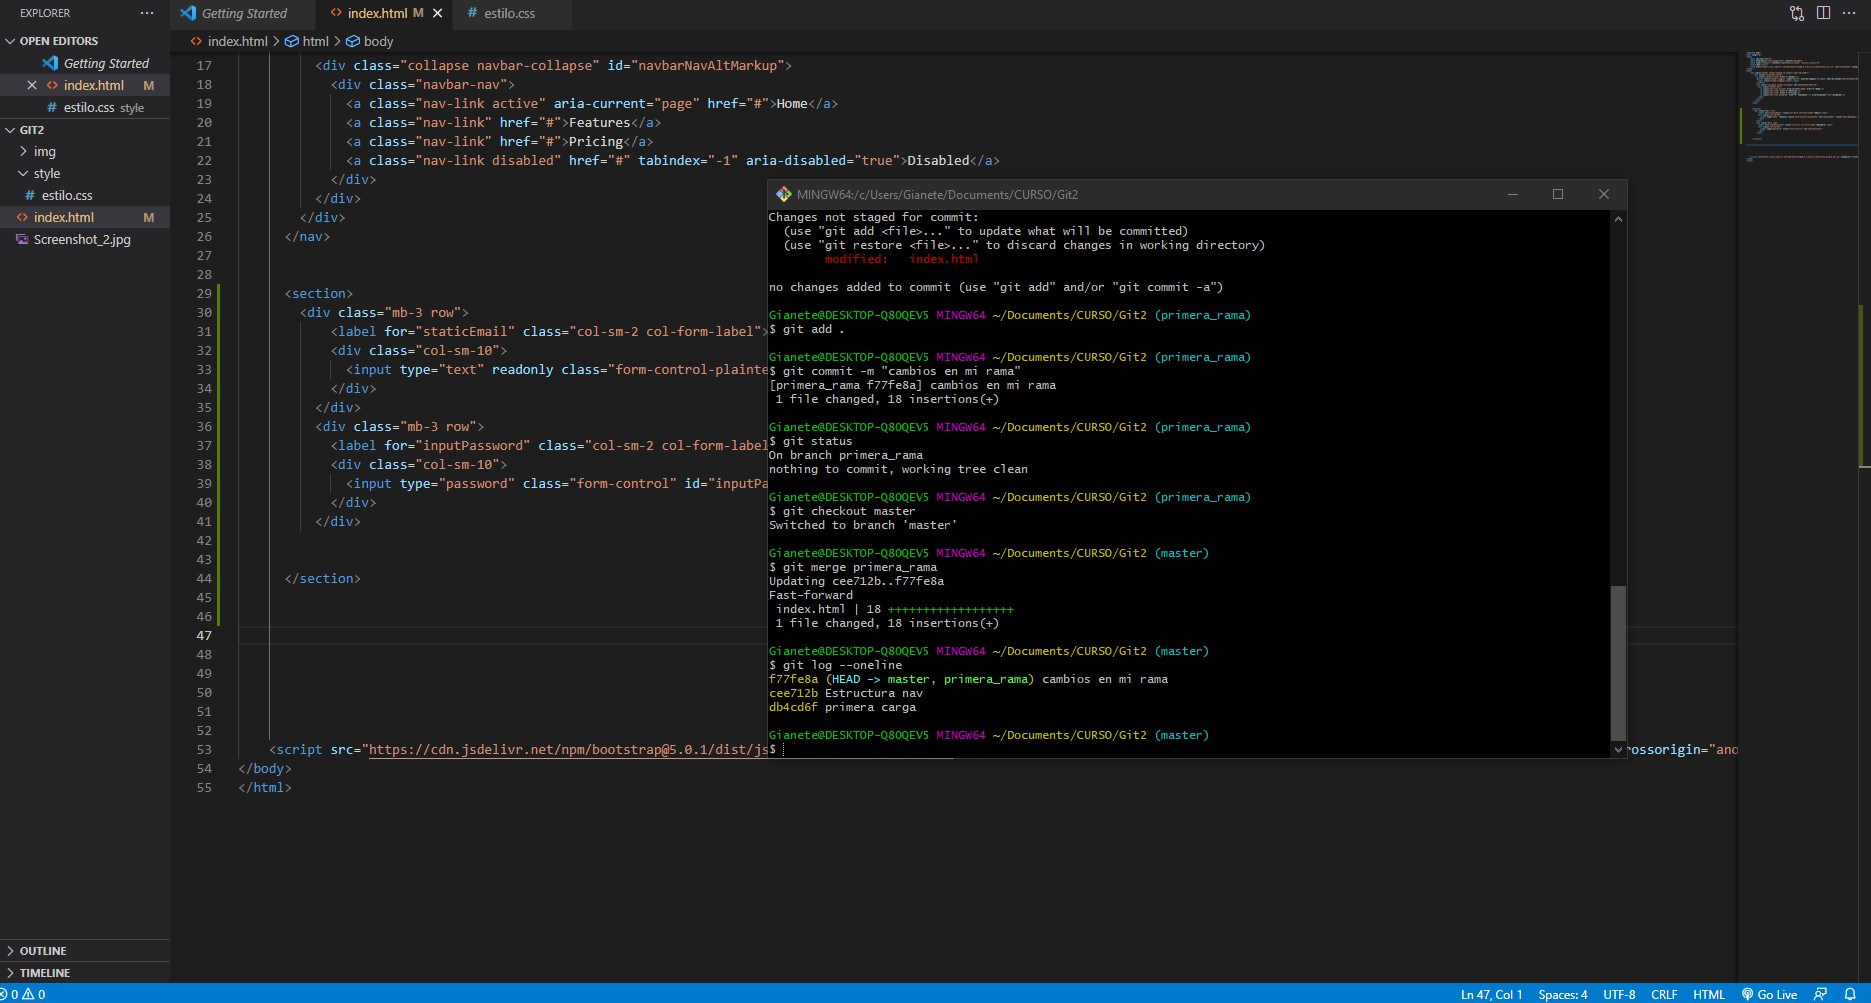 EXPLORER
OPEN EDITORS
Getting Started
index.html M
estilo.css style
GIT2
img
style
estilo.css
index.html M
Screenshot_2.jpg
OUTLINE
TIMELINE
Getting Started
index.html M
estilo.css
index.html > html > body
17 <div class="collapse navbar-collapse" id="navbarNavAltMarkup">
18 <div class="navbar-nav">
19 <a class="nav-link active" aria-current="page" href="#">Home</a>
20 <a class="nav-link" href="#">Features</a>
21 <a class="nav-link" href="#">Pricing</a>
22 <a class="nav-link disabled" href="#" tabindex="-1" aria-disabled="true">Disabled</a>
23 </div>
24 </div>
25 </div>
26 </nav>
27
28
29 <section>
30 <div class="mb-3 row">
31 <label for="staticEmail" class="col-sm-2 col-form-label">
32 <div class="col-sm-10">
33 <input type="text" readonly class="form-control-plainte
34 </div>
35 </div>
36 <div class="mb-3 row">
37 <label for="inputPassword" class="col-sm-2 col-form-label
38 <div class="col-sm-10">
39 <input type="password" class="form-control" id="inputPa
40 </div>
41 </div>
42
43
44 </section>
45
46
47
48
49
50
51
52
53 <script src="https://cdn.jsdelivr.net/npm/bootstrap@5.0.1/dist/js rossorigin="ano
54 </body>
55 </html>
MINGW64:/c/Users/Gianete/Documents/CURSO/Git2
Changes not staged for commit:
(use "git add <file>..." to update what will be committed)
(use "git restore <file>..." to discard changes in working directory)
modified: index.html
no changes added to commit (use "git add" and/or "git commit -a")
Gianete@DESKTOP-Q80QEV5 MINGW64 ~/Documents/CURSO/Git2 (primera_rama)
$ git add .
Gianete@DESKTOP-Q80QEV5 MINGW64 ~/Documents/CURSO/Git2 (primera_rama)
$ git commit -m "cambios en mi rama"
[primera_rama f77fe8a] cambios en mi rama
1 file changed, 18 insertions(+)
Gianete@DESKTOP-Q80QEV5 MINGW64 ~/Documents/CURSO/Git2 (primera_rama)
$ git status
On branch primera_rama
nothing to commit, working tree clean
Gianete@DESKTOP-Q80QEV5 MINGW64 ~/Documents/CURSO/Git2 (primera_rama)
$ git checkout master
Switched to branch 'master'
Gianete@DESKTOP-Q80QEV5 MINGW64 ~/Documents/CURSO/Git2 (master)
$ git merge primera_rama
Updating cee712b..f77fe8a
Fast-forward
index.html | 18 ++++++++++++++++++
1 file changed, 18 insertions(+)
Gianete@DESKTOP-Q80QEV5 MINGW64 ~/Documents/CURSO/Git2 (master)
$ git log --oneline
f77fe8a (HEAD -> master, primera_rama) cambios en mi rama
cee712b Estructura nav
db4cd6f primera carga
Gianete@DESKTOP-Q80QEV5 MINGW64 ~/Documents/CURSO/Git2 (master)
$
0 0
Ln 47, Col 1 Spaces: 4 UTF-8 CRLF HTML Go Live